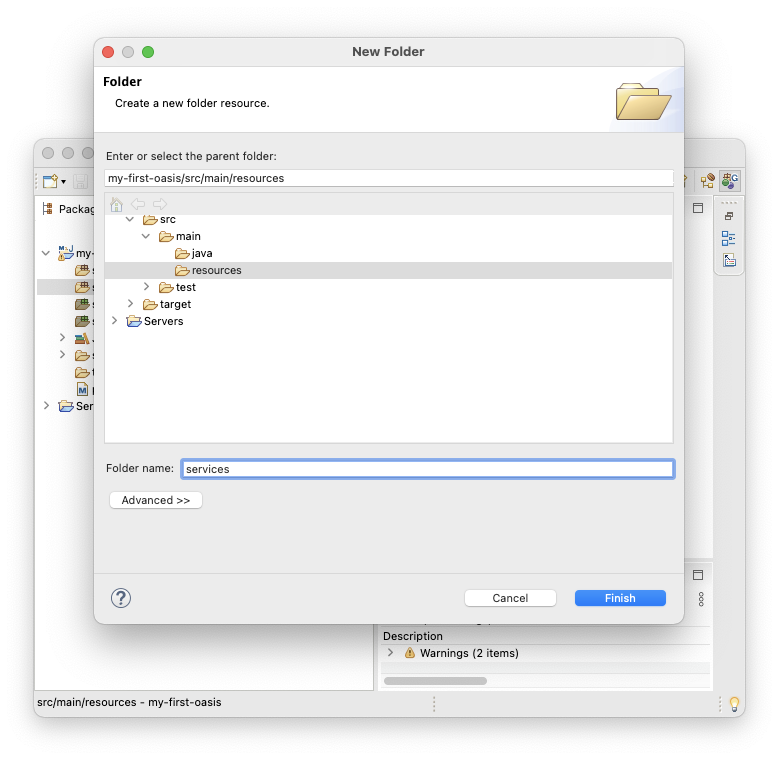 New Folder
Folder
Create a new folder resource.
Enter or select the parent folder:
my-first-oasis/src/main/resources
src
main
java
resources
test
target
Servers
Folder name:
services
Advanced >>
?
Cancel
Finish
Packag
my-
Ser
Description
Warnings (2 items)
src/main/resources - my-first-oasis